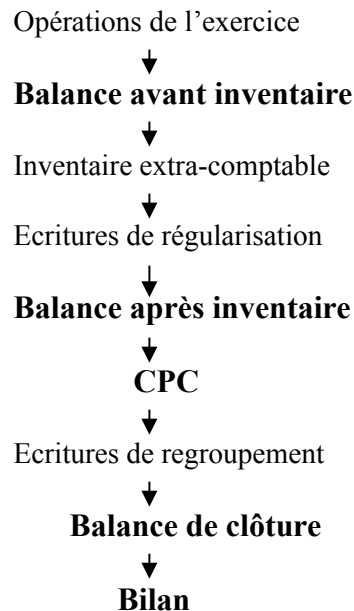 Opérations de l’exercice
Balance avant inventaire
Inventaire extra-comptable
Ecritures de régularisation
Balance après inventaire
CPC
Ecritures de regroupement
Balance de clôture
Bilan